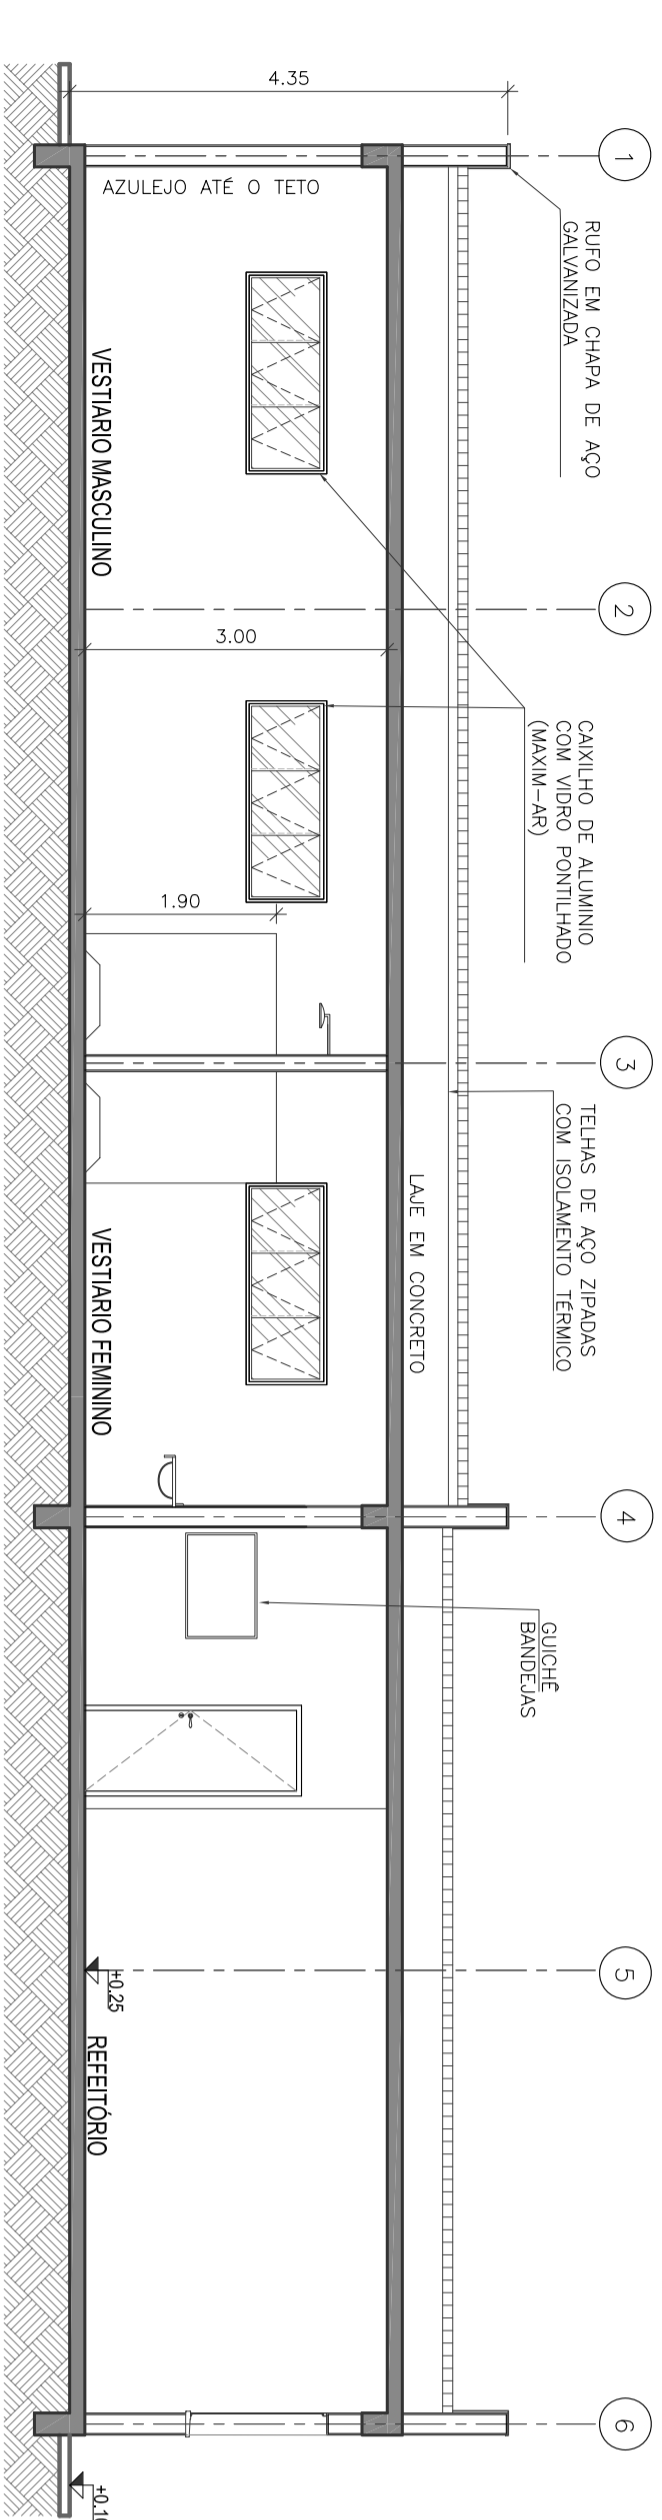 1
2
3
4
5
6
RUFO EM CHAPA DE AÇO
GALVANIZADA
CAIXILHO DE ALUMINIO
COM VIDRO PONTILHADO
(MAXIM-AR)
TELHAS DE AÇO ZIPADAS
COM ISOLAMENTO TÉRMICO
GUICHÊ
BANDEJAS
4.35
LAJE EM CONCRETO
AZULEJO ATÉ O TETO
3.00
1.90
VESTIARIO MASCULINO
VESTIARIO FEMININO
+0.25
REFEITÓRIO